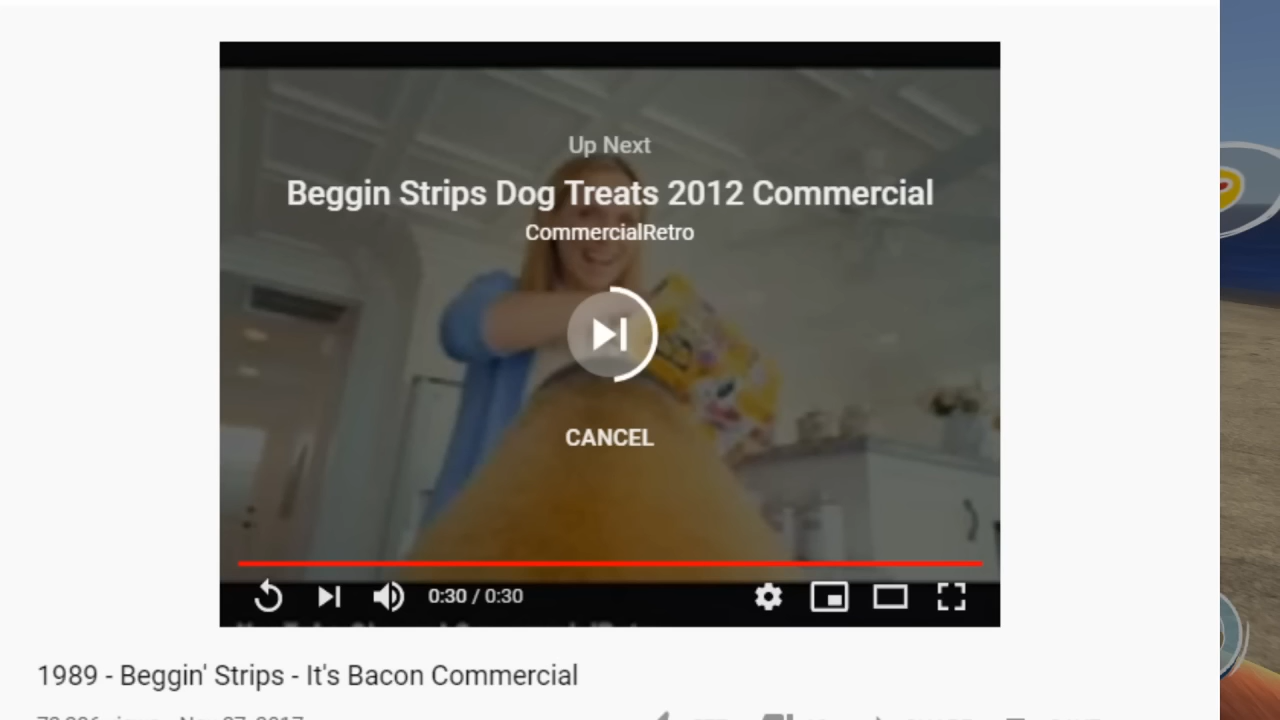 Up Next
Beggin Strips Dog Treats 2012 Commercial
CommercialRetro
CANCEL
0:30 / 0:30
1989 - Beggin' Strips - It's Bacon Commercial